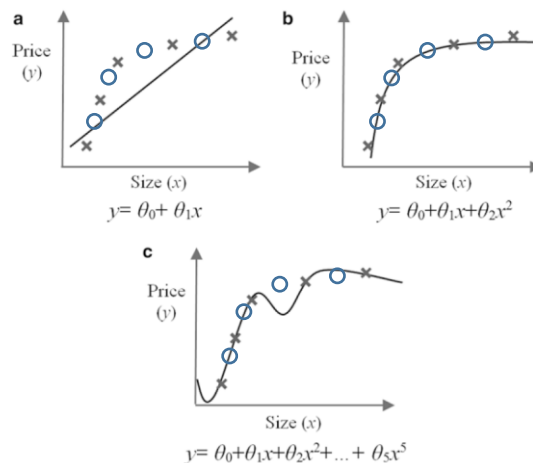 a
Price
(y)
Size (x)
y= θ₀+ θ₁x
b
Price
(y)
Size (x)
y= θ₀+θ₁x+θ₂x²
c
Price
(y)
Size (x)
y= θ₀+θ₁x+θ₂x²+... + θ₅x⁵